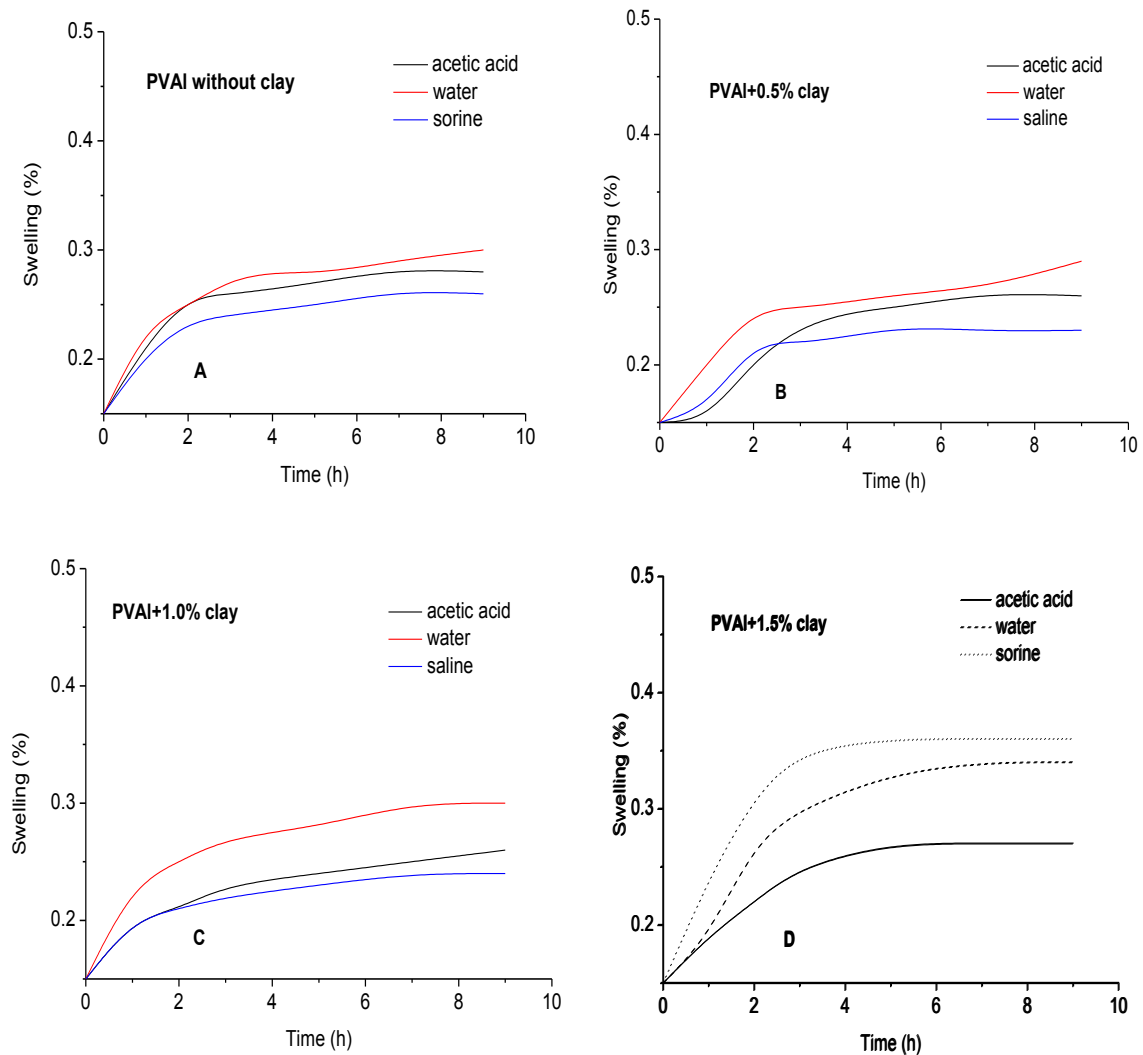 0.5
0.4
0.3
0.2
Swelling (%)
PVAl without clay
acetic acid
water
sorine
A
0 2 4 6 8 10
Time (h)
0.5
0.4
0.3
0.2
Swelling (%)
PVAl+0.5% clay
acetic acid
water
saline
B
0 2 4 6 8 10
Time (h)
0.5
0.4
0.3
0.2
Swelling (%)
PVAl+1.0% clay
acetic acid
water
saline
C
0 2 4 6 8 10
Time (h)
0.5
0.4
0.3
0.2
Swelling (%)
PVAl+1.5% clay
acetic acid
water
sorine
D
0 2 4 6 8 10
Time (h)